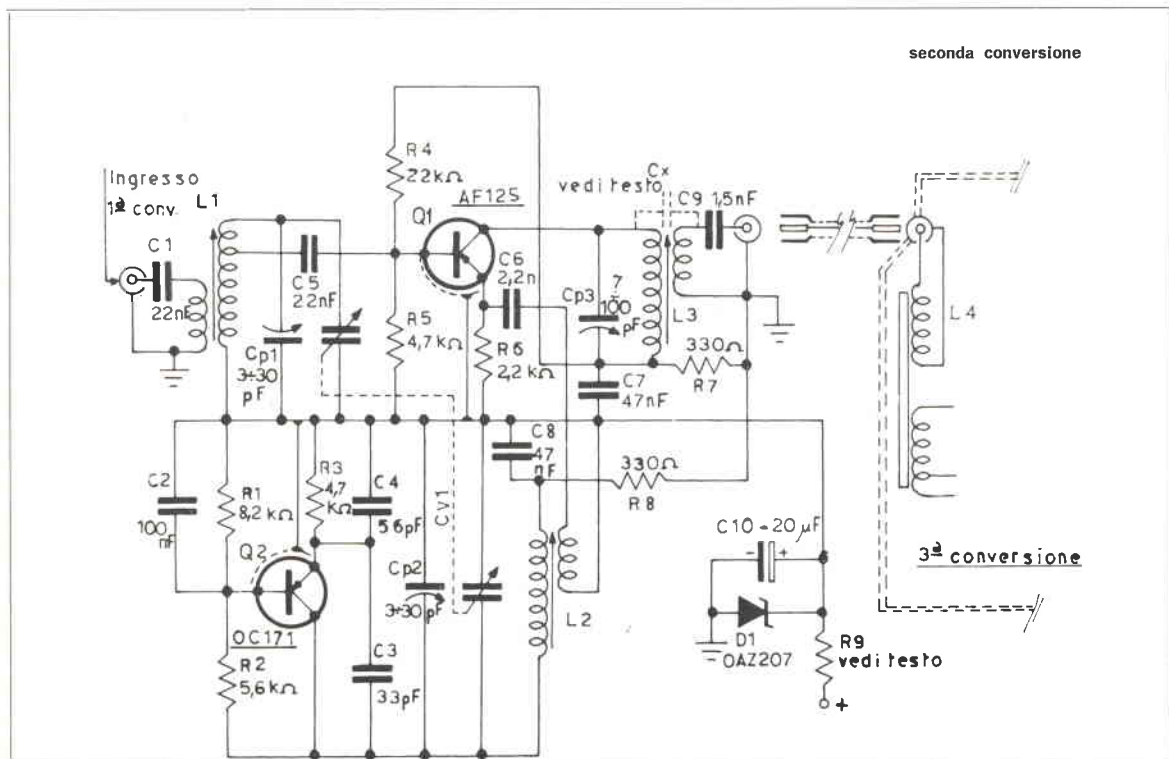 seconda conversione
Ingresso
1ª conv.
L1
C1
22nF
C5
22nF
Cp1
3÷30
pF
R4
22kΩ
AF125
Q1
R5
4,7kΩ
C6
2,2n
R6
2,2kΩ
Cx
vedi testo
C9 1,5nF
Cp3
7
÷
100
pF
L3
330Ω
R7
C7
47nF
L4
C2
100nF
R1
8,2kΩ
Q2
OC171
R2
5,6kΩ
R3
4,7
kΩ
C4
56pF
C3
33pF
CV1
Cp2
3÷30pF
C8
47
nF
330Ω
R8
L2
C10-20µF
- +
D1
OAZ207
R9
vedi testo
+
3ª conversione